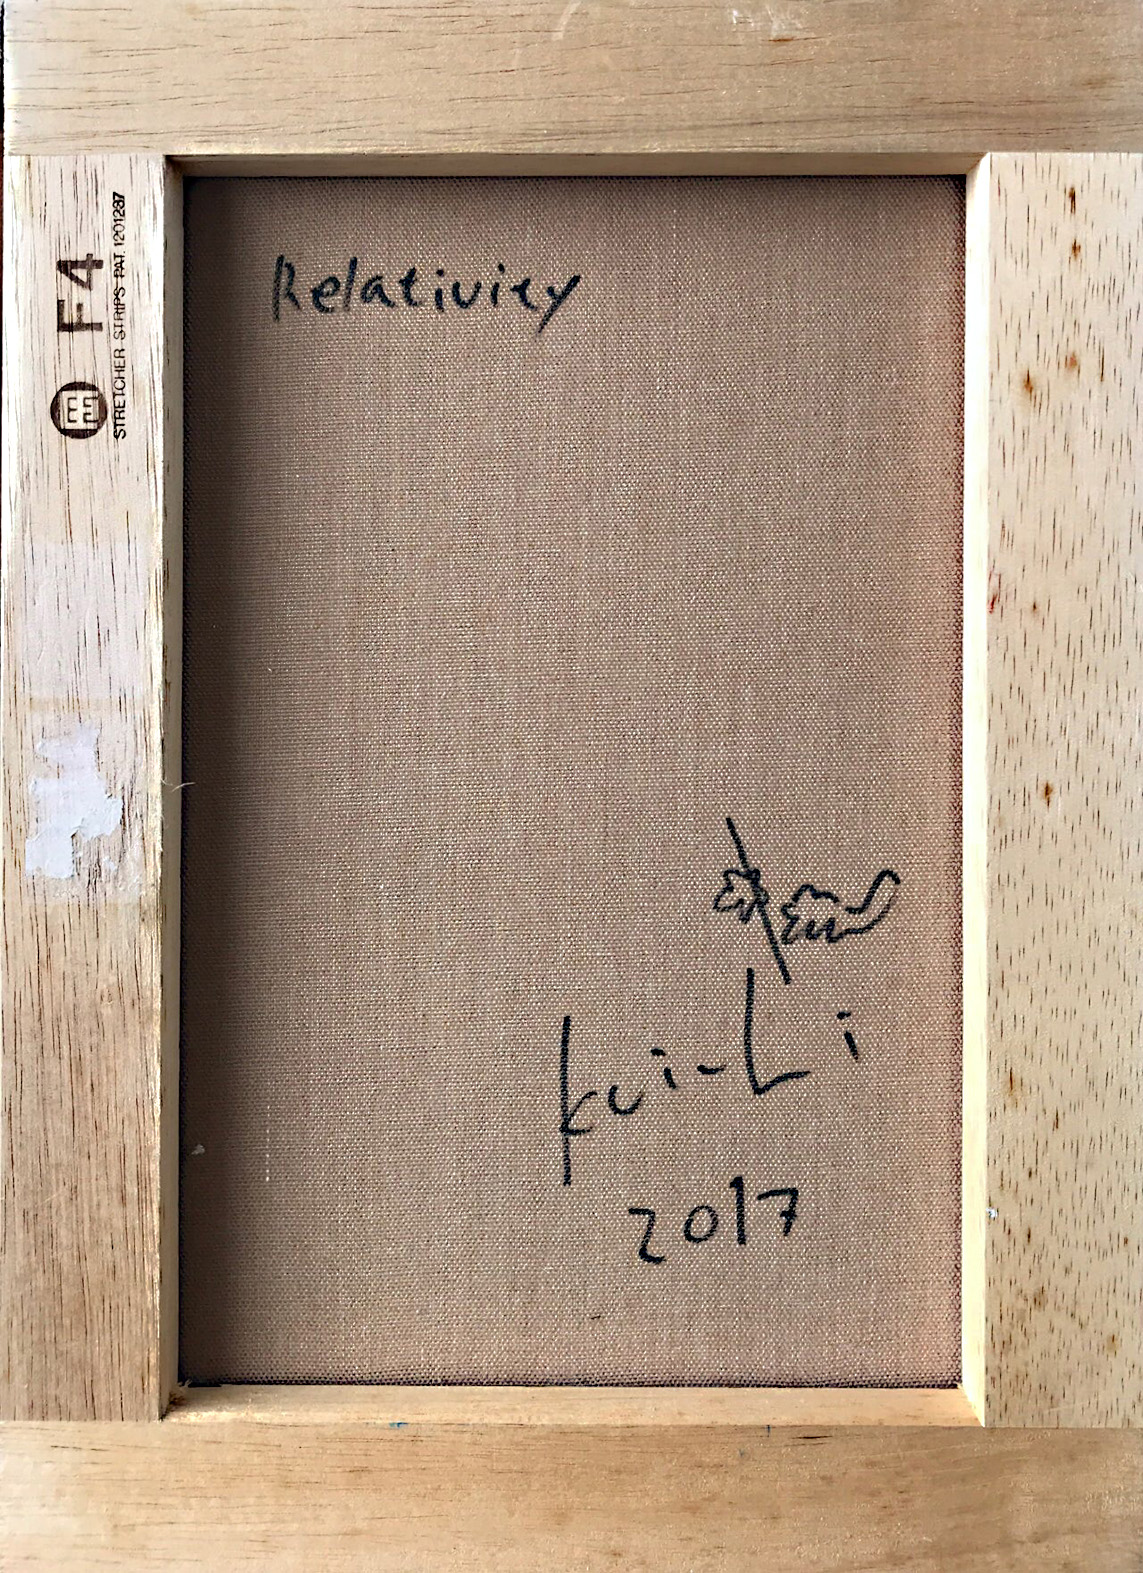 F4
STRETCHER STRIPS PAT. 1201287
Relativity
Kui-Li
2017